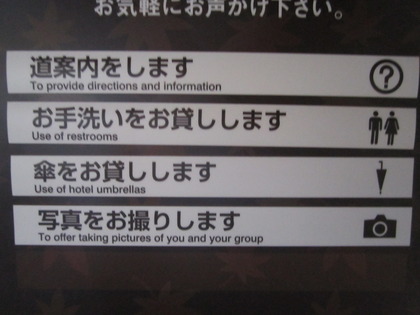 お気軽にお声がけ下さい。
道案内をします
To provide directions and information
お手洗いをお貸しします
Use of restrooms
傘をお貸しします
Use of hotel umbrellas
写真をお撮りします
To offer taking pictures of you and your group